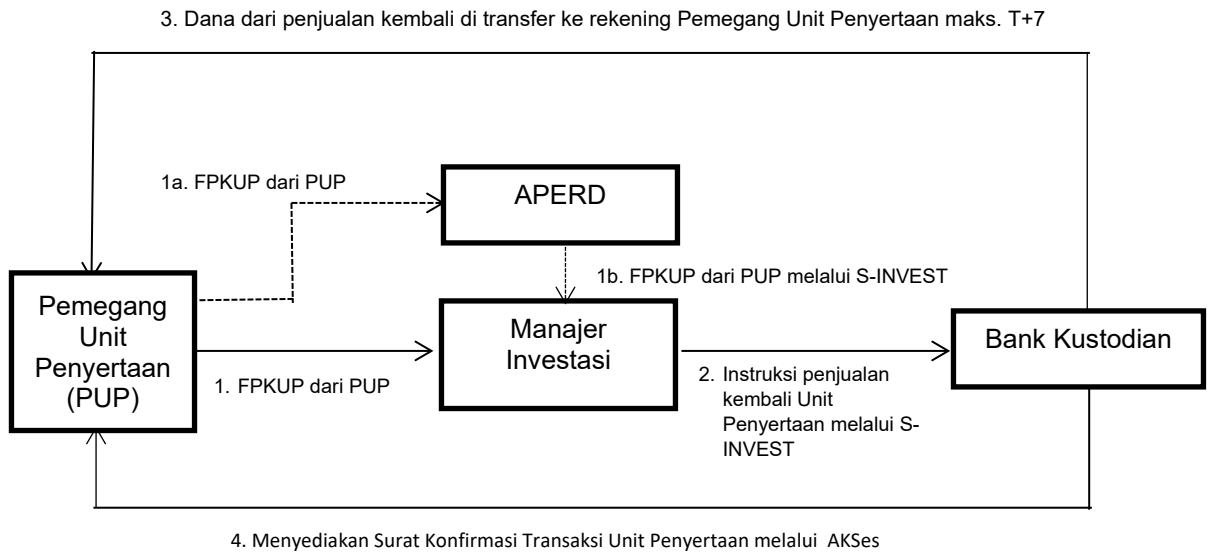 3. Dana dari penjualan kembali di transfer ke rekening Pemegang Unit Penyertaan maks. T+7
1a. FPKUP dari PUP
APERD
1b. FPKUP dari PUP melalui S-INVEST
Pemegang
Unit
Penyertaan
(PUP)
Manajer
Investasi
Bank Kustodian
1. FPKUP dari PUP
2. Instruksi penjualan
kembali Unit
Penyertaan melalui S-
INVEST
4. Menyediakan Surat Konfirmasi Transaksi Unit Penyertaan melalui AKSes